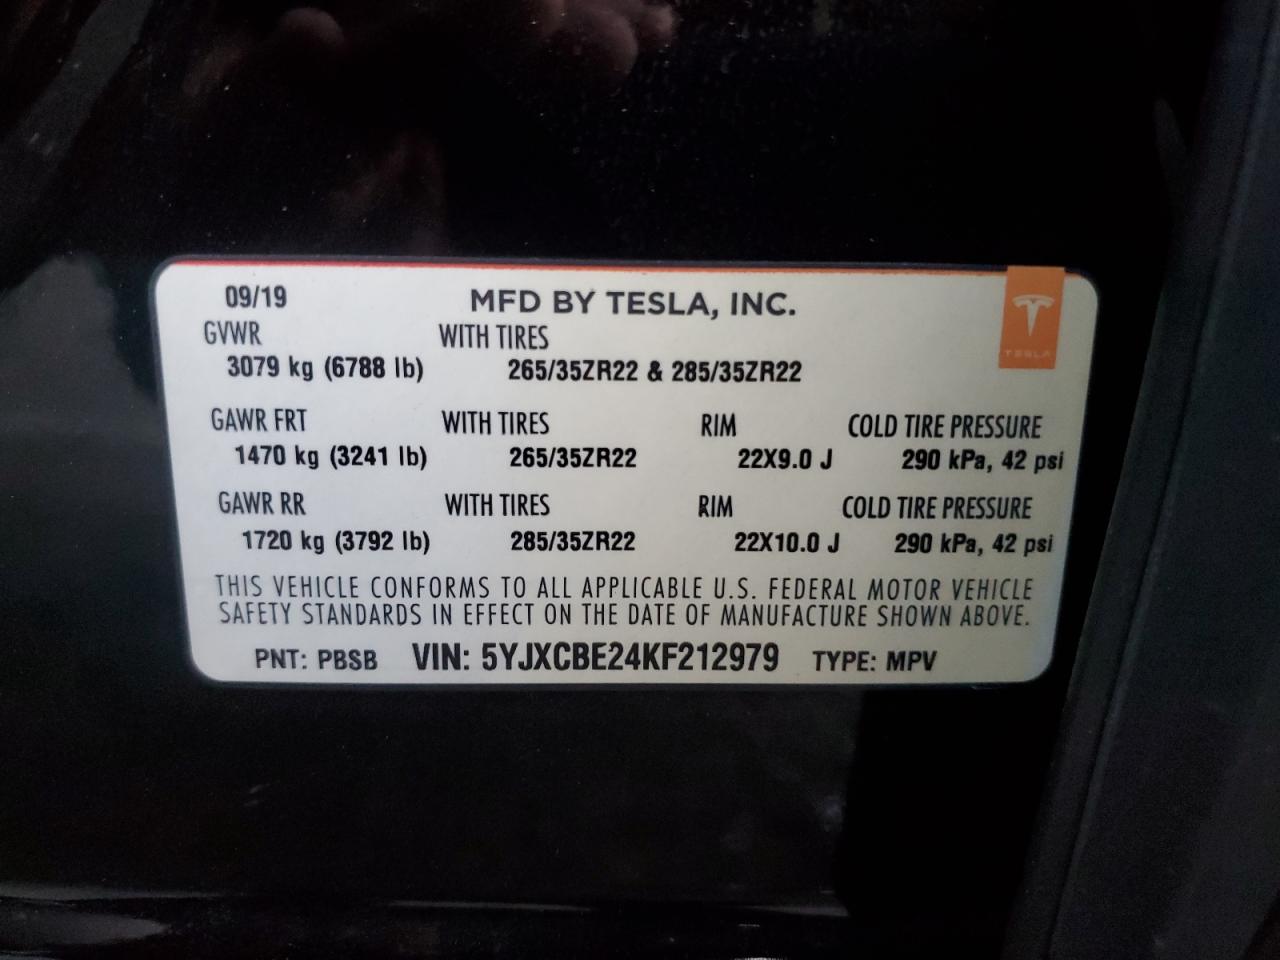 09/19 MFD BY TESLA, INC.
GVWR WITH TIRES
3079 kg (6788 lb) 265/35ZR22 & 285/35ZR22
TESLA
GAWR FRT WITH TIRES RIM COLD TIRE PRESSURE
1470 kg (3241 lb) 265/35ZR22 22X9.0 J 290 kPa, 42 psi
GAWR RR WITH TIRES RIM COLD TIRE PRESSURE
1720 kg (3792 lb) 285/35ZR22 22X10.0 J 290 kPa, 42 psi
THIS VEHICLE CONFORMS TO ALL APPLICABLE U.S. FEDERAL MOTOR VEHICLE
SAFETY STANDARDS IN EFFECT ON THE DATE OF MANUFACTURE SHOWN ABOVE.
PNT: PBSB VIN: 5YJXCBE24KF212979 TYPE: MPV